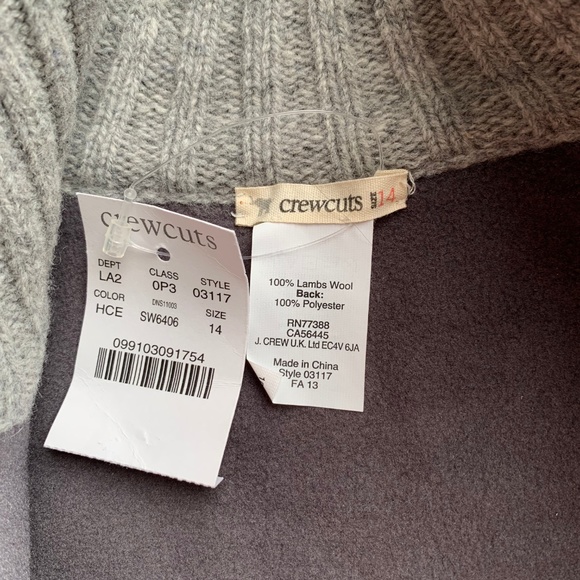 crewcuts
DEPT CLASS STYLE
LA2 0P3 03117
COLOR DNS11003 SIZE
HCE SW6406 14
099103091754
crewcuts SIZE 14
100% Lambs Wool
Back:
100% Polyester
RN77388
CA56445
J. CREW U.K. Ltd EC4V 6JA
Made in China
Style 03117
FA 13